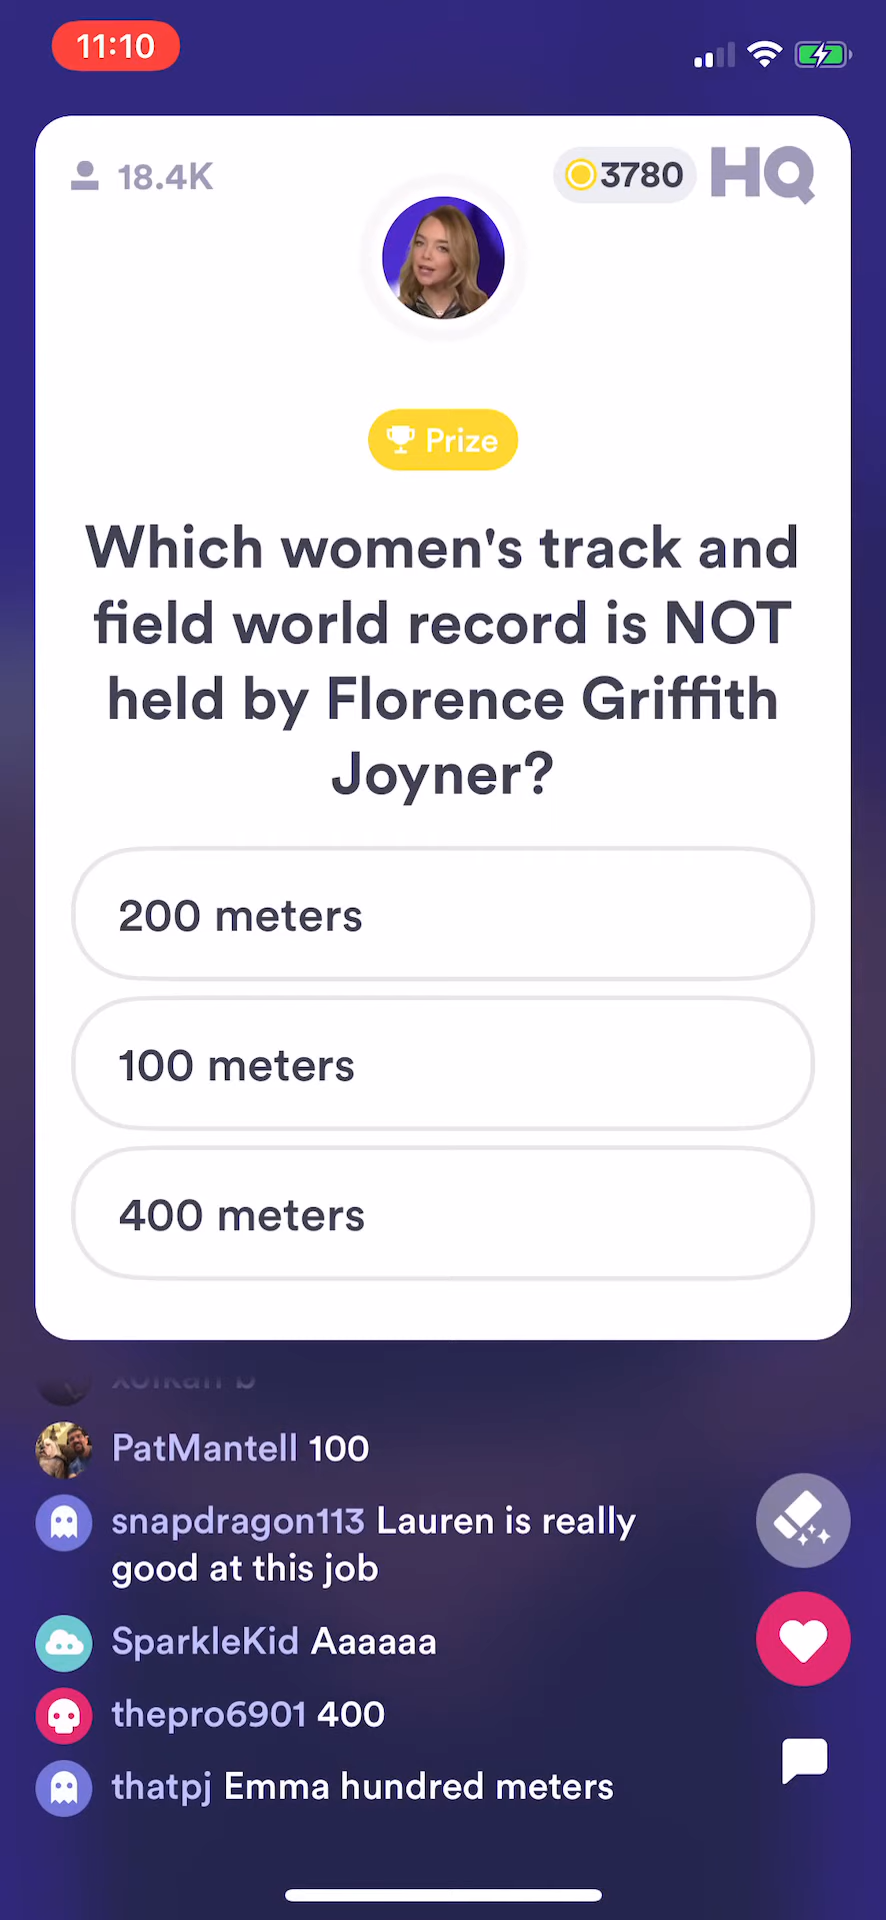 11:10
18.4K
3780
HQ
Prize
Which women's track and
field world record is NOT
held by Florence Griffith
Joyner?
200 meters
100 meters
400 meters
PatMantell 100
snapdragon113 Lauren is really
good at this job
SparkleKid Aaaaaa
thepro6901 400
thatpj Emma hundred meters